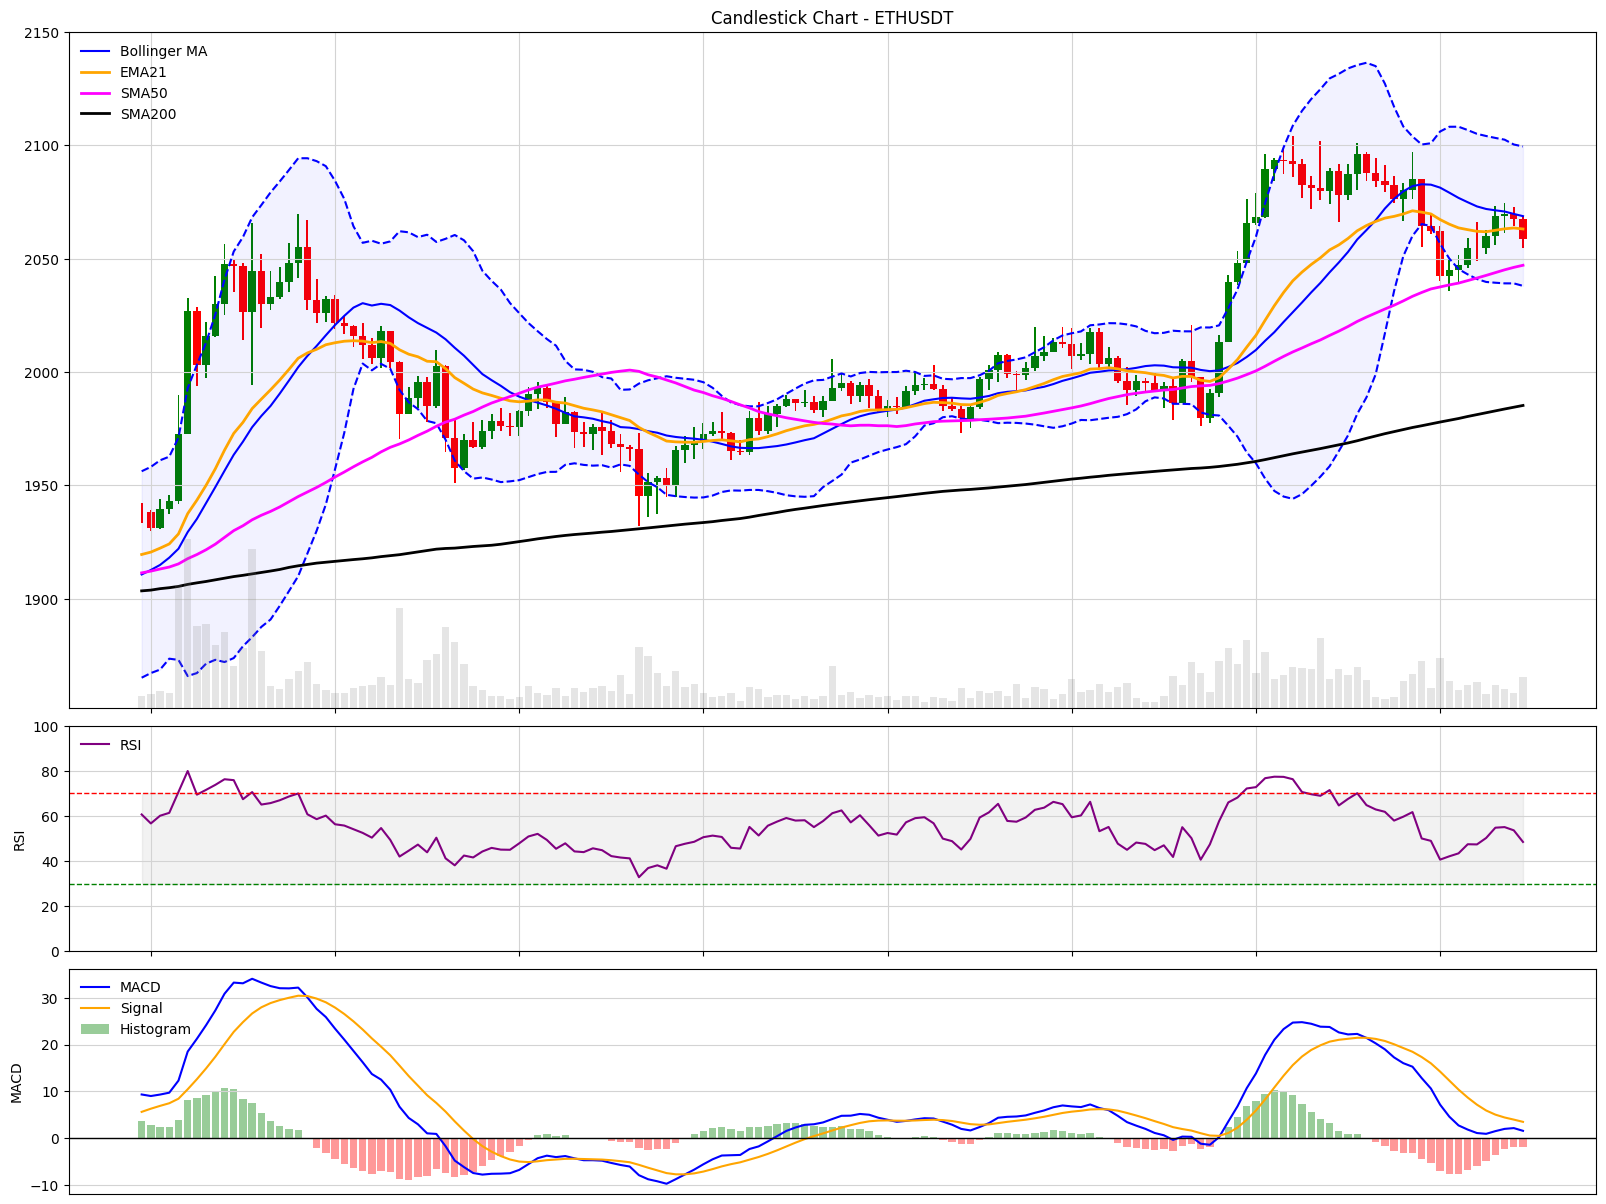 Candlestick Chart - ETHUSDT
2150
2100
2050
2000
1950
1900
Bollinger MA
EMA21
SMA50
SMA200
100
80
60
40
20
0
RSI
RSI
30
20
10
0
−10
MACD
MACD
Signal
Histogram